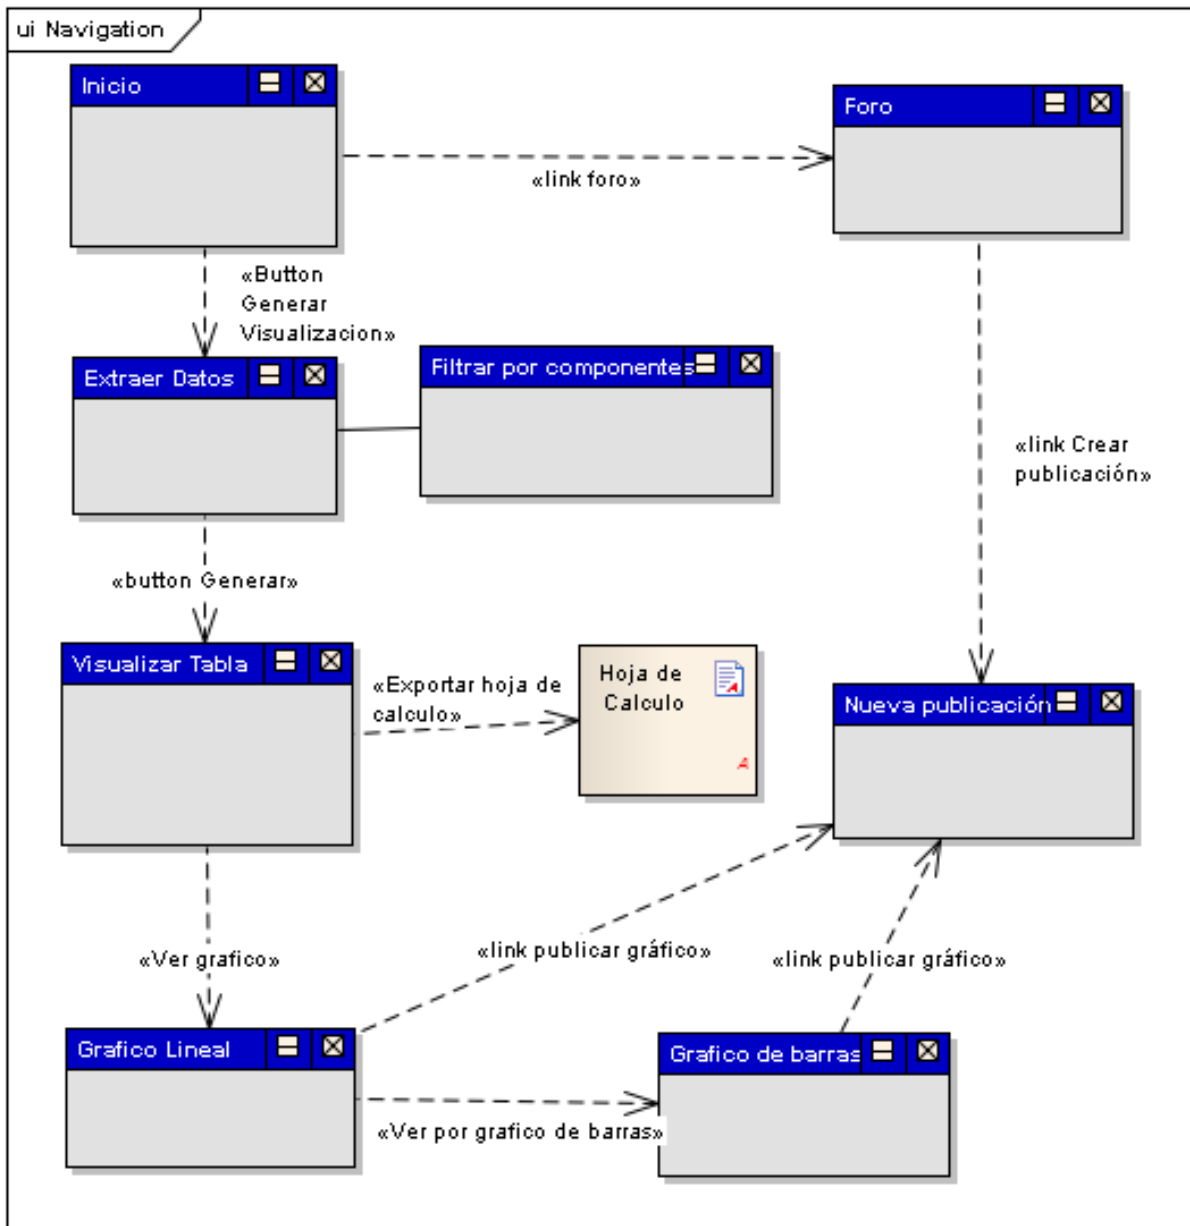 ui Navigation
Inicio
Foro
«link foro»
«Button
Generar
Visualizacion»
Extraer Datos
Filtrar por componentes
«link Crear
publicación»
«button Generar»
Visualizar Tabla
«Exportar hoja de
calculo»
Hoja de
Calculo
A
A
Nueva publicación
«Ver grafico»
«link publicar gráfico»
«link publicar gráfico»
Grafico Lineal
Grafico de barras
«Ver por grafico de barras»